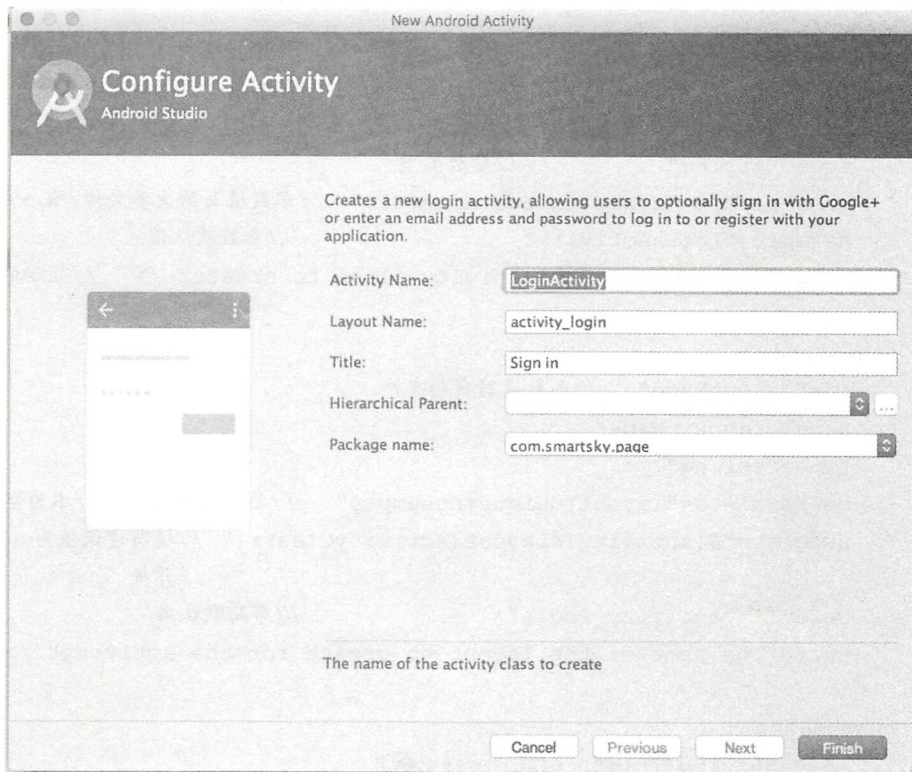 New Android Activity
Configure Activity
Android Studio
Creates a new login activity, allowing users to optionally sign in with Google+
or enter an email address and password to log in to or register with your
application.
Activity Name: LoginActivity
Layout Name: activity_login
Title: Sign in
Hierarchical Parent: ...
Package name: com.smartsky.page
The name of the activity class to create
Cancel Previous Next Finish